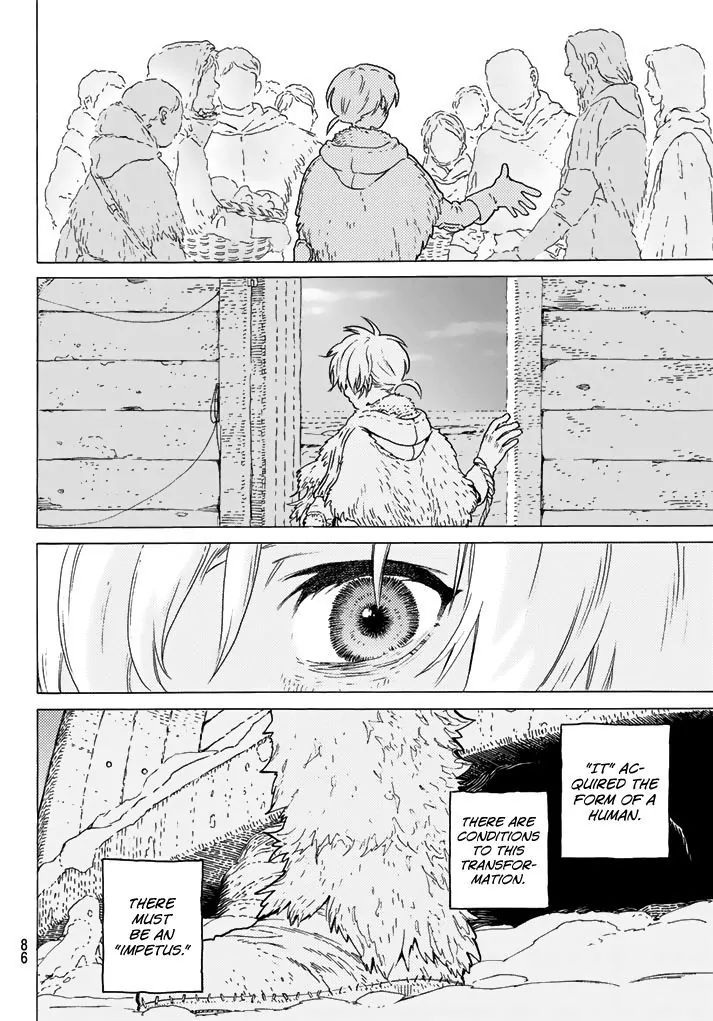 "IT" AC-
QUIRED THE
FORM OF A
HUMAN.
THERE ARE
CONDITIONS
TO THIS
TRANSFOR-
MATION.
THERE
MUST
BE AN
"IMPETUS."
86